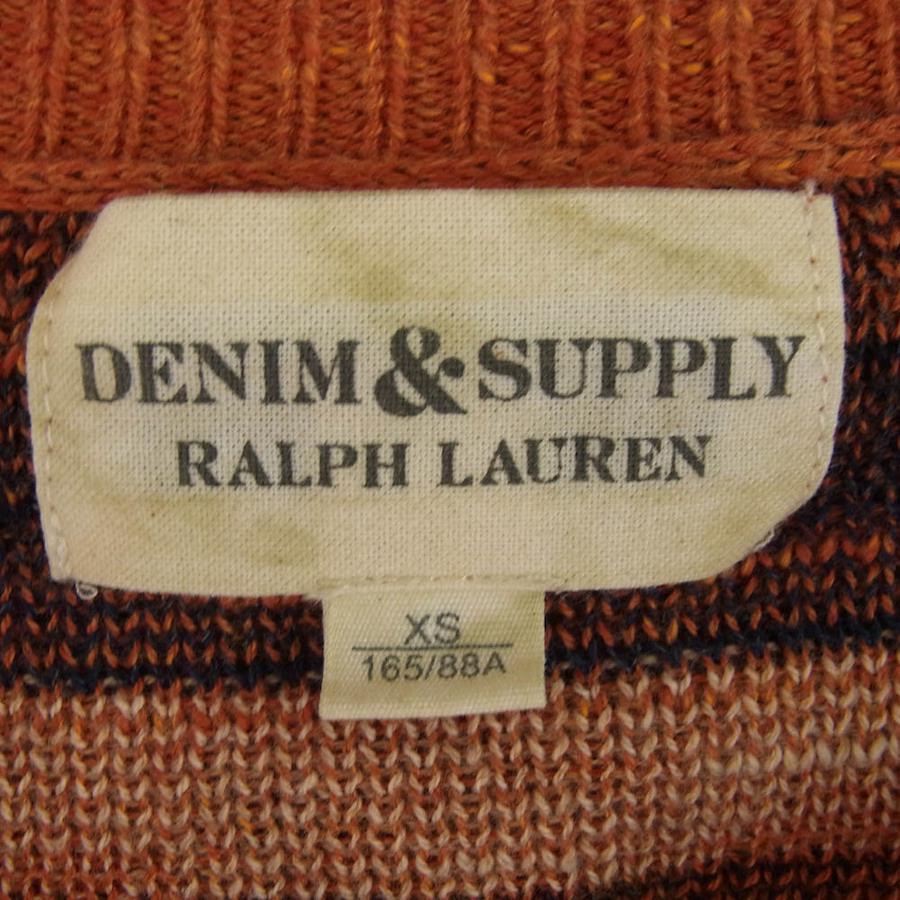 DENIM & SUPPLY
RALPH LAUREN
XS
165/88A